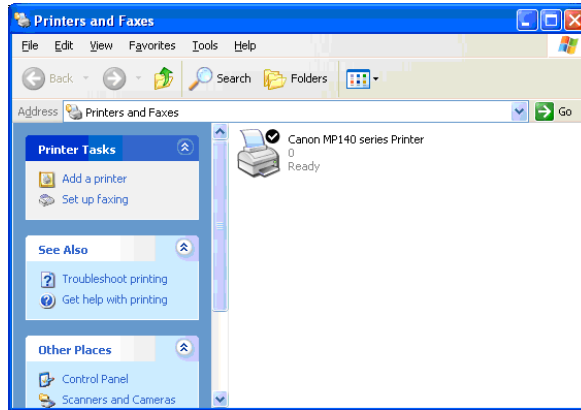 Printers and Faxes
File Edit View Favorites Tools Help
Back Search Folders
Address Printers and Faxes Go
Printer Tasks
Add a printer
Set up faxing
See Also
Troubleshoot printing
Get help with printing
Other Places
Control Panel
Scanners and Cameras
Canon MP140 series Printer
0
Ready